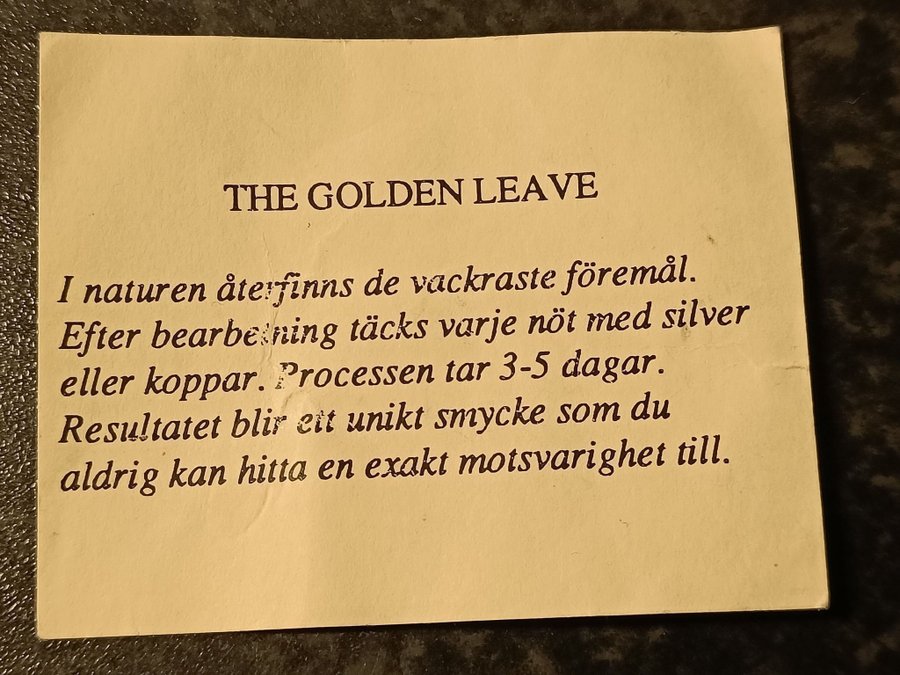 THE GOLDEN LEAVE
I naturen återfinns de vackraste föremål.
Efter bearbetning täcks varje nöt med silver
eller koppar. Processen tar 3-5 dagar.
Resultatet blir ett unikt smycke som du
aldrig kan hitta en exakt motsvarighet till.